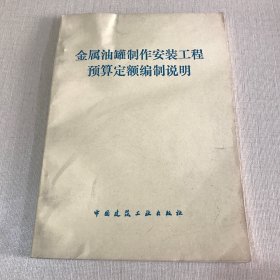 金属油罐制作安装工程
预算定额编制说明
中国建筑工业出版社